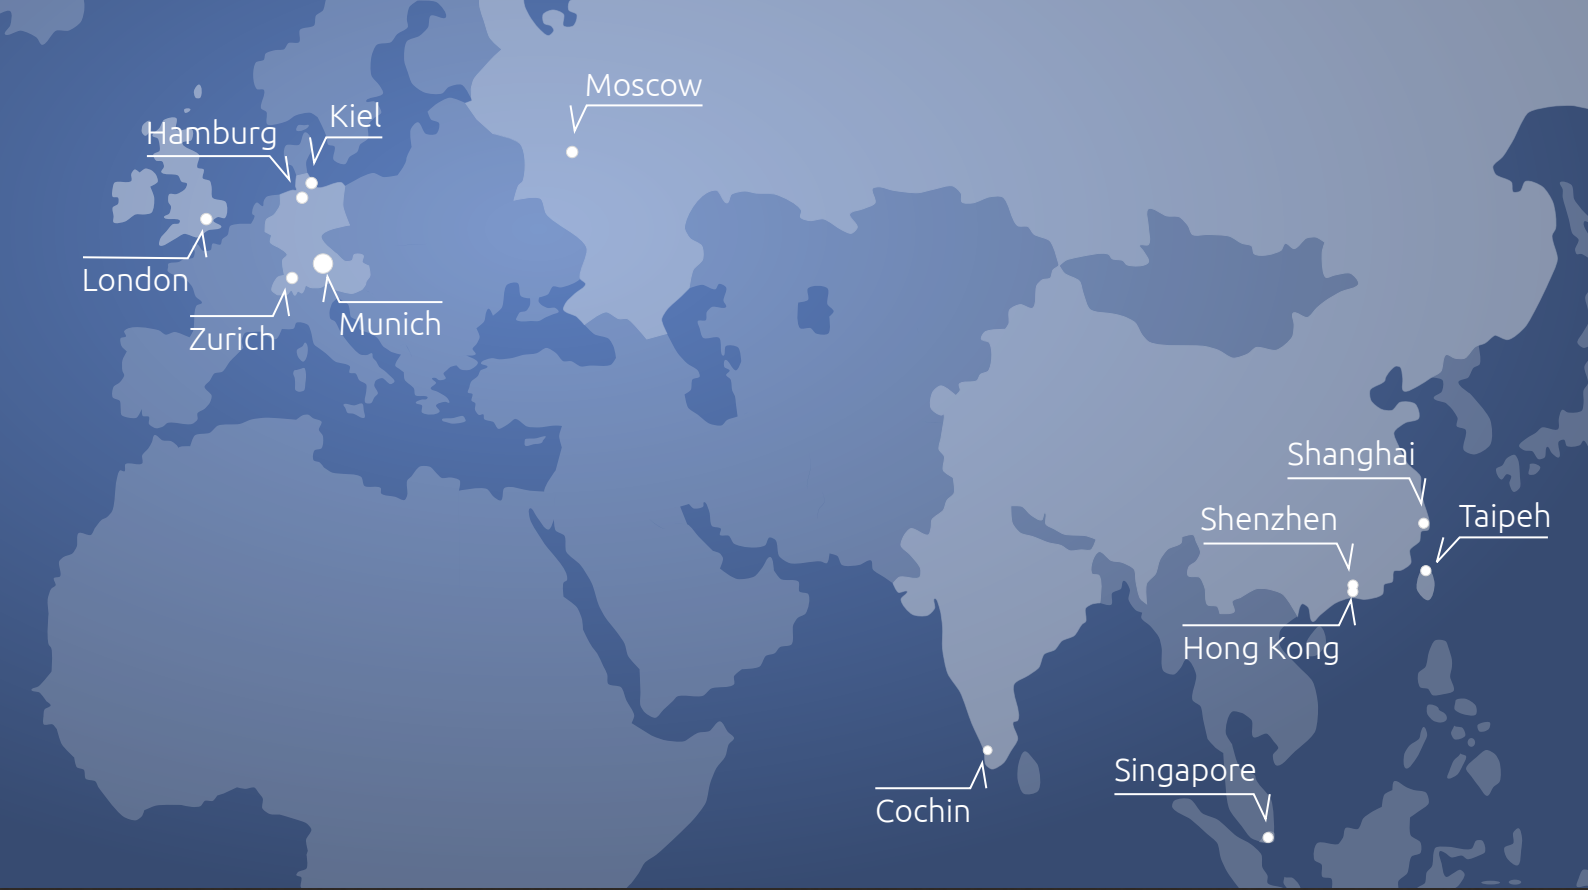 Moscow
Kiel
Hamburg
London
Munich
Zurich
Shanghai
Taipeh
Shenzhen
Hong Kong
Singapore
Cochin